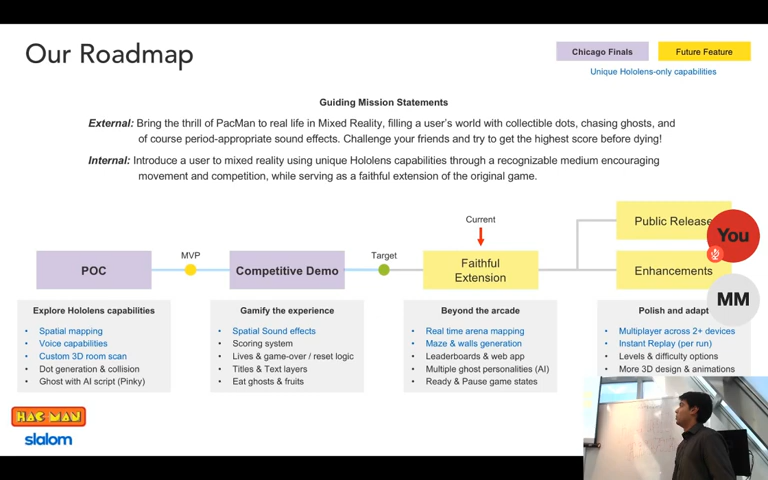 Our Roadmap
Chicago Finals
Future Feature
Unique Hololens-only capabilities
Guiding Mission Statements
External: Bring the thrill of PacMan to real life in Mixed Reality, filling a user's world with collectible dots, chasing ghosts, and
of course period-appropriate sound effects. Challenge your friends and try to get the highest score before dying!
Internal: Introduce a user to mixed reality using unique Hololens capabilities through a recognizable medium encouraging
movement and competition, while serving as a faithful extension of the original game.
Current
POC
MVP
Competitive Demo
Target
Faithful
Extension
Public Release
Enhancements
You
MM
Explore Hololens capabilities
• Spatial mapping
• Voice capabilities
• Custom 3D room scan
• Dot generation & collision
• Ghost with AI script (Pinky)
Gamify the experience
• Spatial Sound effects
• Scoring system
• Lives & game-over / reset logic
• Titles & Text layers
• Eat ghosts & fruits
Beyond the arcade
• Real time arena mapping
• Maze & walls generation
• Leaderboards & web app
• Multiple ghost personalities (AI)
• Ready & Pause game states
Polish and adapt
• Multiplayer across 2+ devices
• Instant Replay (per run)
• Levels & difficulty options
• More 3D design & animations
HAC MAN
slalom